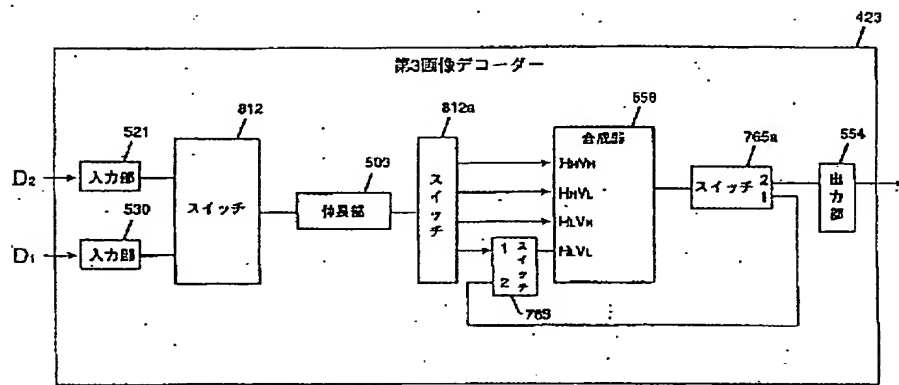 423
第3画像デコーダー
812
812a
558
765a
554
521
503
D2
入力部
スイッチ
伸長部
スイッチ
合成器
HHVH
HHVL
HLVH
HLVL
スイッチ
2
1
出力部
530
D1
入力部
1
スイッチ
2
765